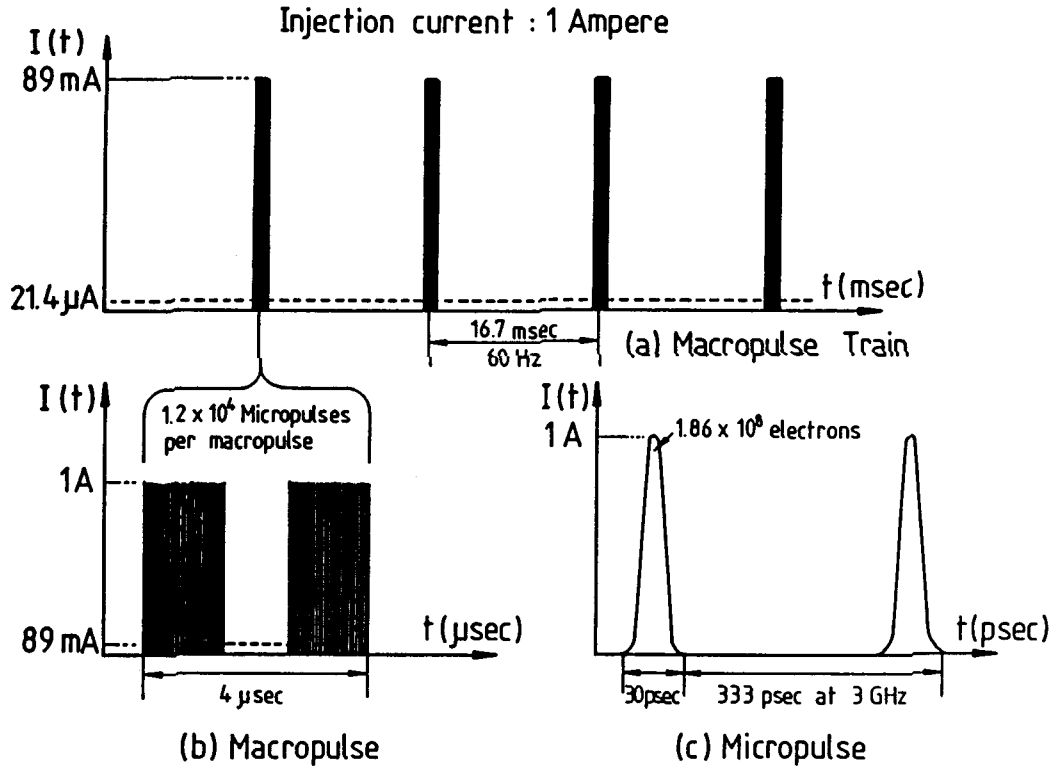 Injection current : 1 Ampere
I(t)
89 mA
21.4 µA
t(msec)
16.7 msec
60 Hz
(a) Macropulse Train
I(t)
1.2 x 10⁴ Micropulses
per macropulse
1A
89 mA
t(µsec)
4 µsec
(b) Macropulse
I(t)
1A
1.86 x 10⁸ electrons
t(psec)
30psec
333 psec at 3 GHz
(c) Micropulse